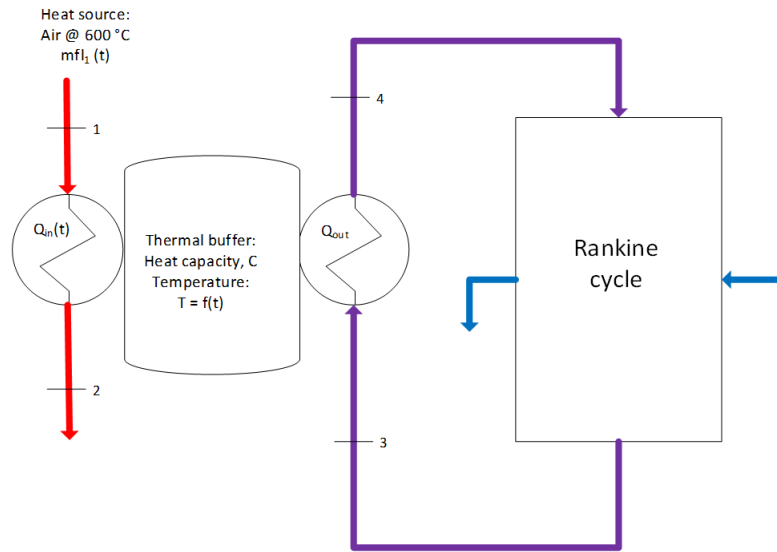 Heat source:
Air @ 600 °C
mfl₁ (t)
1
4
Qin(t)
Thermal buffer:
Heat capacity, C
Temperature:
T = f(t)
Qout
Rankine
cycle
2
3